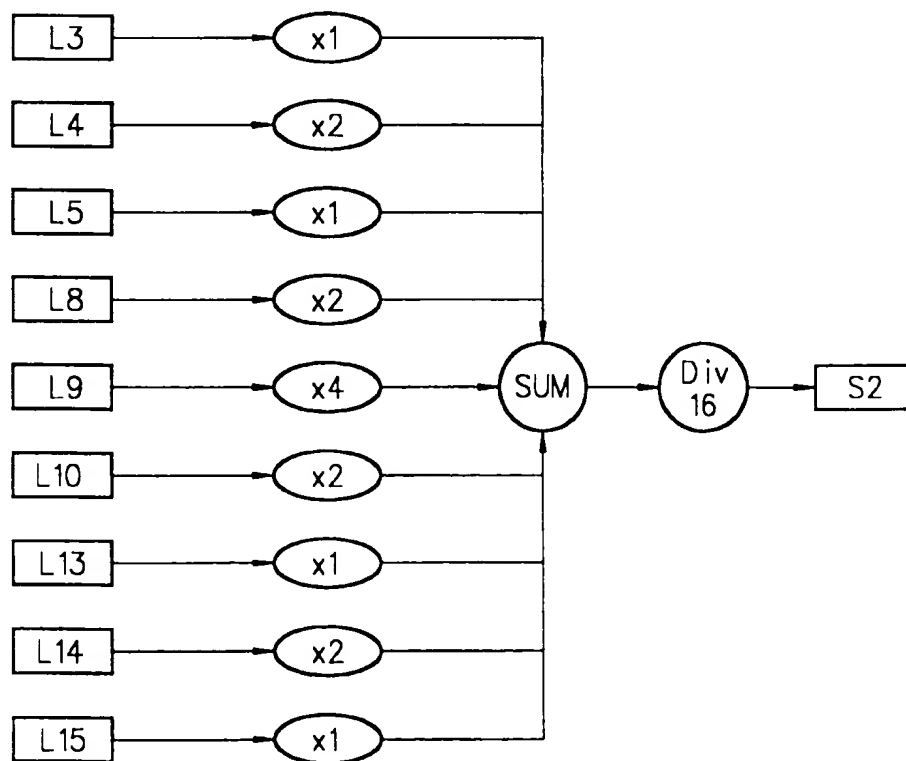 L3 x1
L4 x2
L5 x1
L8 x2
L9 x4 SUM Div 16 S2
L10 x2
L13 x1
L14 x2
L15 x1